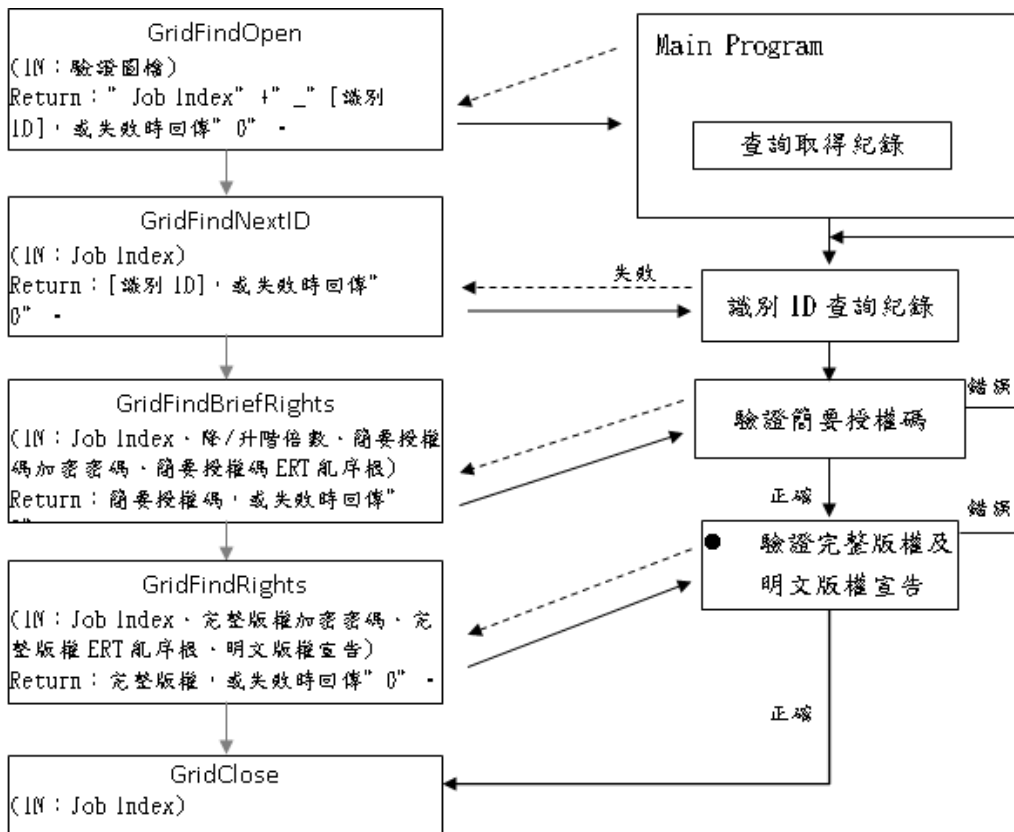 GridFindOpen
(IN：驗證圖檔)
Return：" Job Index" +" _" [識別
ID]，或失敗時回傳" 0" 。
GridFindNextID
(IN：Job Index)
Return：[識別 ID]，或失敗時回傳"
0" 。
GridFindBriefRights
(IN：Job Index、降/升階倍數、簡要授權
碼加密密碼、簡要授權碼 ERT 亂序根)
Return：簡要授權碼，或失敗時回傳"
GridFindRights
(IN：Job Index、完整版權加密密碼、完
整版權 ERT 亂序根、明文版權宣告)
Return：完整版權，或失敗時回傳" 0" 。
GridClose
(IN：Job Index)
Main Program
查詢取得紀錄
失敗
識別 ID 查詢紀錄
錯誤
驗證簡要授權碼
正確
錯誤
● 驗證完整版權及
明文版權宣告
正確